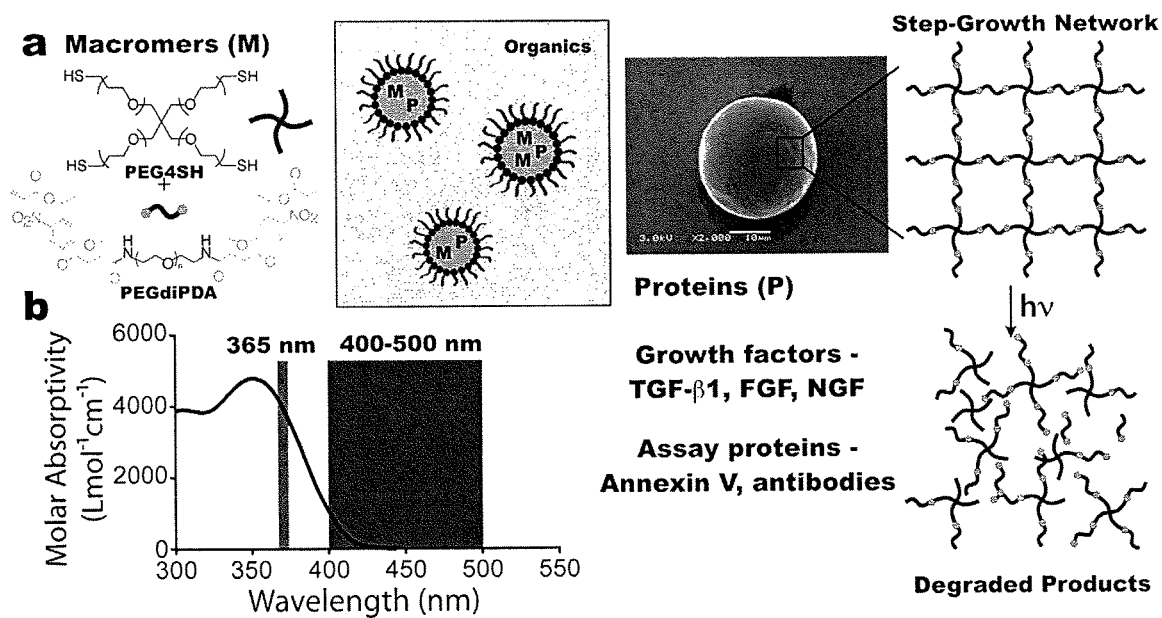 a Macromers (M)
HS SH
O O
O O
HS SH
PEG4SH
+
O O
O₂N NO₂
O O
H H
N O N
n
O O
PEGdiPDA
Organics
M
P
M
M P
P
M
3.0kV X2,000 10μm
Proteins (P)
Growth factors -
TGF-β1, FGF, NGF
Assay proteins -
Annexin V, antibodies
Step-Growth Network
hν
Degraded Products
b
365 nm 400-500 nm
Molar Absorptivity
(Lmol⁻¹cm⁻¹)
6000
4000
2000
0
300 350 400 450 500 550
Wavelength (nm)